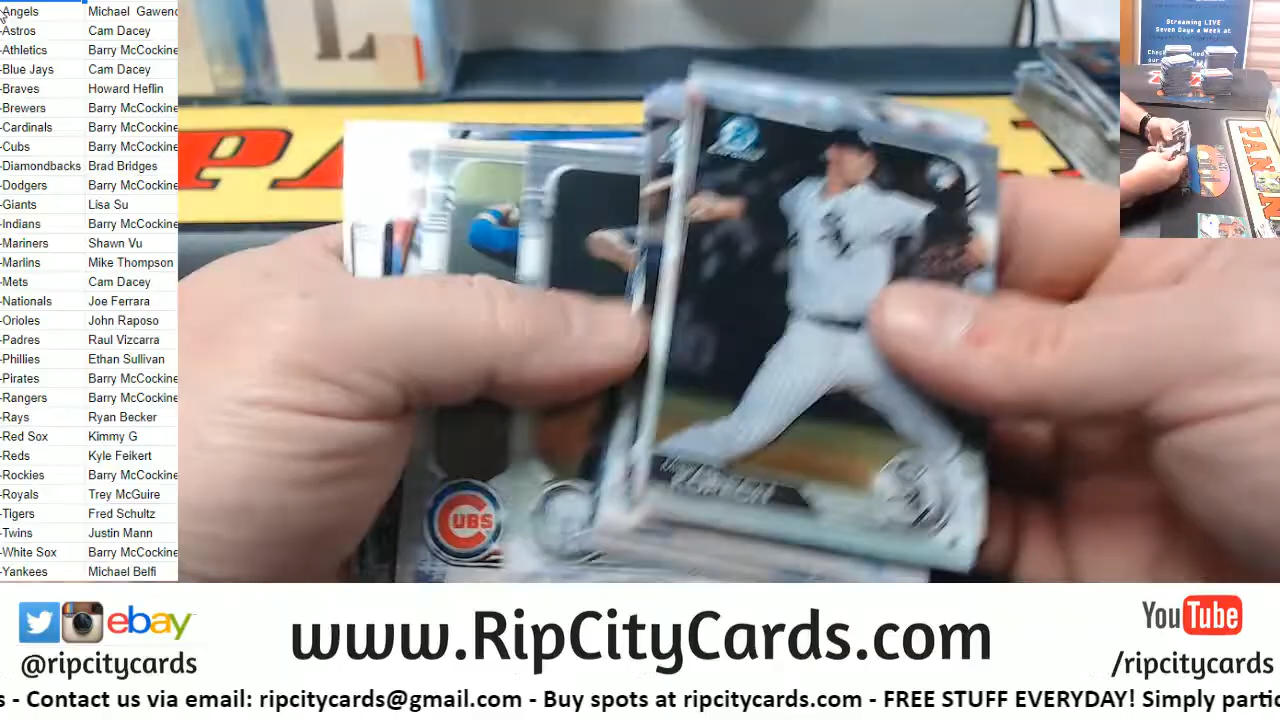 -Angels Michael Gawenc
-Astros Cam Dacey
-Athletics Barry McCockine
-Blue Jays Cam Dacey
-Braves Howard Heflin
-Brewers Barry McCockine
-Cardinals Barry McCockine
-Cubs Barry McCockine
-Diamondbacks Brad Bridges
-Dodgers Barry McCockine
-Giants Lisa Su
-Indians Barry McCockine
-Mariners Shawn Vu
-Marlins Mike Thompson
-Mets Cam Dacey
-Nationals Joe Ferrara
-Orioles John Raposo
-Padres Raul Vizcarra
-Phillies Ethan Sullivan
-Pirates Barry McCockine
-Rangers Barry McCockine
-Rays Ryan Becker
-Red Sox Kimmy G
-Reds Kyle Feikert
-Rockies Barry McCockine
-Royals Trey McGuire
-Tigers Fred Schultz
-Twins Justin Mann
-White Sox Barry McCockine
-Yankees Michael Belfi
Streaming LIVE
Seven Days a Week at
CUBS
ebay
@ripcitycards
www.RipCityCards.com
YouTube
/ripcitycards
s - Contact us via email: ripcitycards@gmail.com - Buy spots at ripcitycards.com - FREE STUFF EVERYDAY! Simply partic